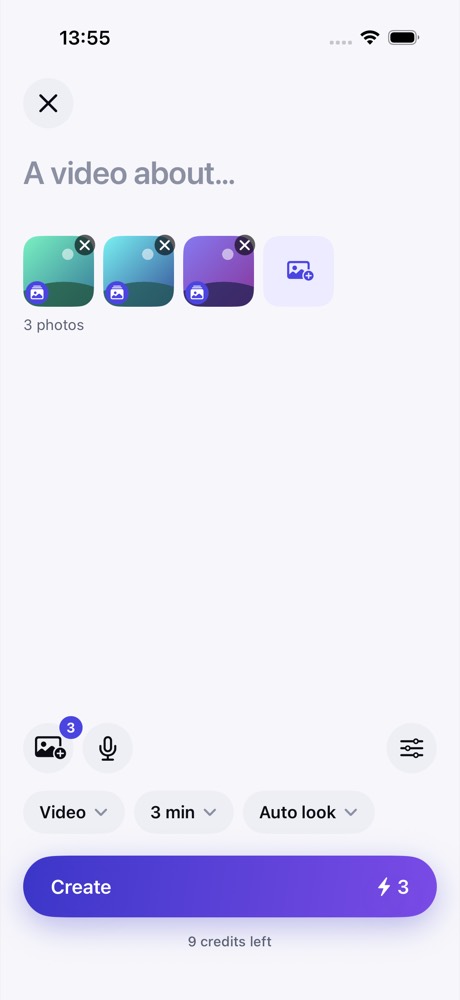 13:55
A video about...
3 photos
3
Video
3 min
Auto look
Create
3
9 credits left